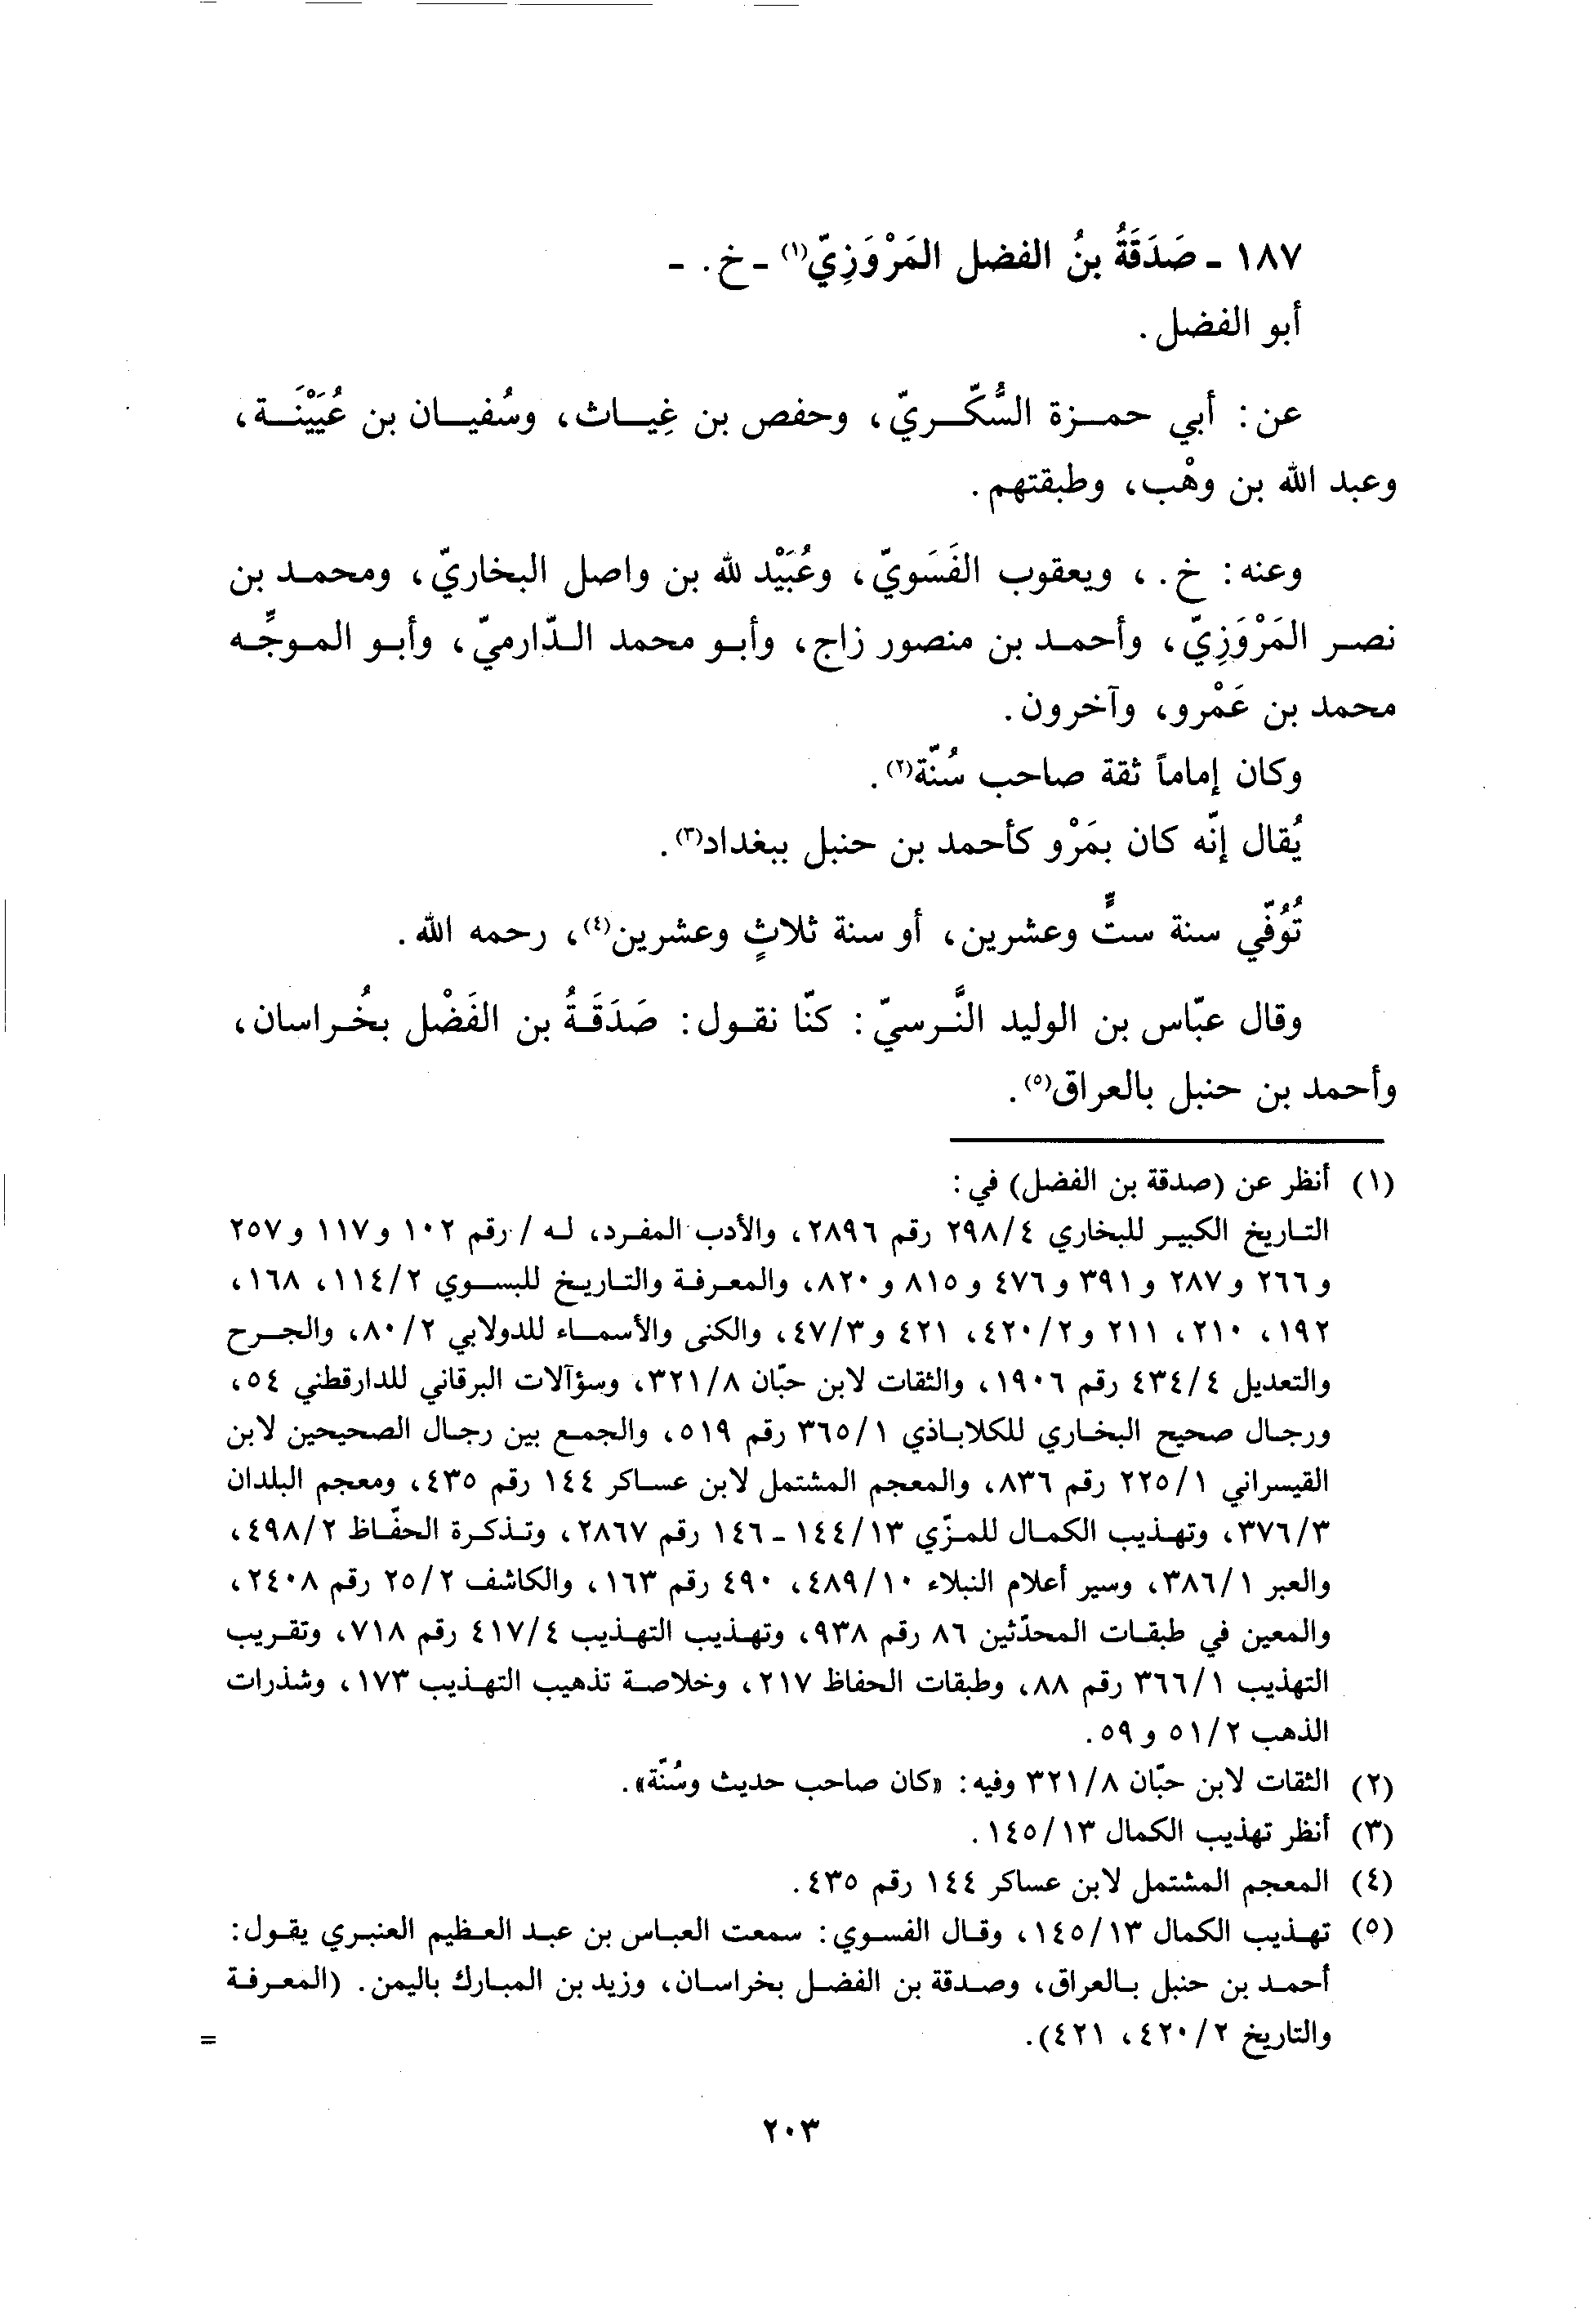 ١٨٧ - صَدَقَةُ بنُ الفضل المَرْوَزِيّ(١) - خ. -
أبو الفضل.
عن: أبي حمزة السُّكّريّ، وحفص بن غِياث، وسُفيان بن عُيَيْنَة،
وعبد الله بن وهْب، وطبقتهم.
وعنه: خ.، ويعقوب الفَسَويّ، وعُبَيْد لله بن واصل البخاريّ، ومحمد بن
نصر المَرْوَزِيّ، وأحمد بن منصور زاج، وأبو محمد الدّارميّ، وأبو الموجِّه
محمد بن عَمْرو، وآخرون.
وكان إماماً ثقة صاحب سُنّة(٢).
يُقال إنّه كان بمَرْو كأحمد بن حنبل ببغداد(٣).
تُوُفّي سنة ستٍّ وعشرين، أو سنة ثلاثٍ وعشرين(٤)، رحمه الله.
وقال عبّاس بن الوليد النَّرسيّ: كنّا نقول: صَدَقَةُ بن الفَضْل بخُراسان،
وأحمد بن حنبل بالعراق(٥).
(١) أنظر عن (صدقة بن الفضل) في:
التاريخ الكبير للبخاري ٢٩٨/٤ رقم ٢٨٩٦، والأدب المفرد، له / رقم ١٠٢ و١١٧ و٢٥٧
و٢٦٦ و٢٨٧ و٣٩١ و٤٧٦ و٨١٥ و٨٢٠، والمعرفة والتاريخ للبسوي ١١٤/٢، ١٦٨،
١٩٢، ٢١٠، ٢١١ و٤٢٠/٢، ٤٢١ و٤٧/٣، والكنى والأسماء للدولابي ٨٠/٢، والجرح
والتعديل ٤٣٤/٤ رقم ١٩٠٦، والثقات لابن حبّان ٣٢١/٨، وسؤآلات البرقاني للدارقطني ٥٤،
ورجال صحيح البخاري للكلاباذي ٣٦٥/١ رقم ٥١٩، والجمع بين رجال الصحيحين لابن
القيسراني ٢٢٥/١ رقم ٨٣٦، والمعجم المشتمل لابن عساكر ١٤٤ رقم ٤٣٥، ومعجم البلدان
٣٧٦/٣، وتهذيب الكمال للمزّي ١٤٤/١٣ - ١٤٦ رقم ٢٨٦٧، وتذكرة الحفّاظ ٤٩٨/٢،
والعبر ٣٨٦/١، وسير أعلام النبلاء ٤٨٩/١٠، ٤٩٠ رقم ١٦٣، والكاشف ٢٥/٢ رقم ٢٤٠٨،
والمعين في طبقات المحدّثين ٨٦ رقم ٩٣٨، وتهذيب التهذيب ٤١٧/٤ رقم ٧١٨، وتقريب
التهذيب ٣٦٦/١ رقم ٨٨، وطبقات الحفاظ ٢١٧، وخلاصة تذهيب التهذيب ١٧٣، وشذرات
الذهب ٥١/٢ و٥٩.
(٢) الثقات لابن حبّان ٣٢١/٨ وفيه: «كان صاحب حديث وسُنّة».
(٣) أنظر تهذيب الكمال ١٤٥/١٣.
(٤) المعجم المشتمل لابن عساكر ١٤٤ رقم ٤٣٥.
(٥) تهذيب الكمال ١٤٥/١٣، وقال الفسوي: سمعت العباس بن عبد العظيم العنبري يقول:
أحمد بن حنبل بالعراق، وصدقة بن الفضل بخراسان، وزيد بن المبارك باليمن. (المعرفة
والتاريخ ٤٢٠/٢، ٤٢١). =
٢٠٣